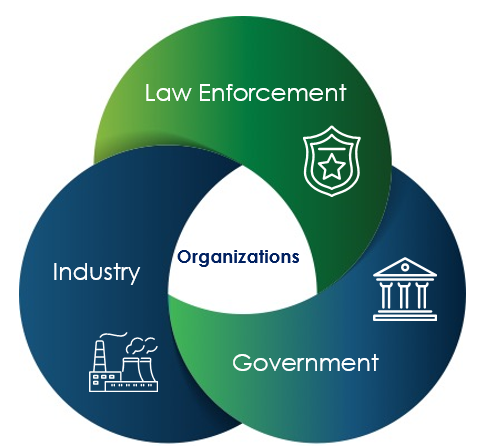 Law Enforcement
Organizations
Industry
Government